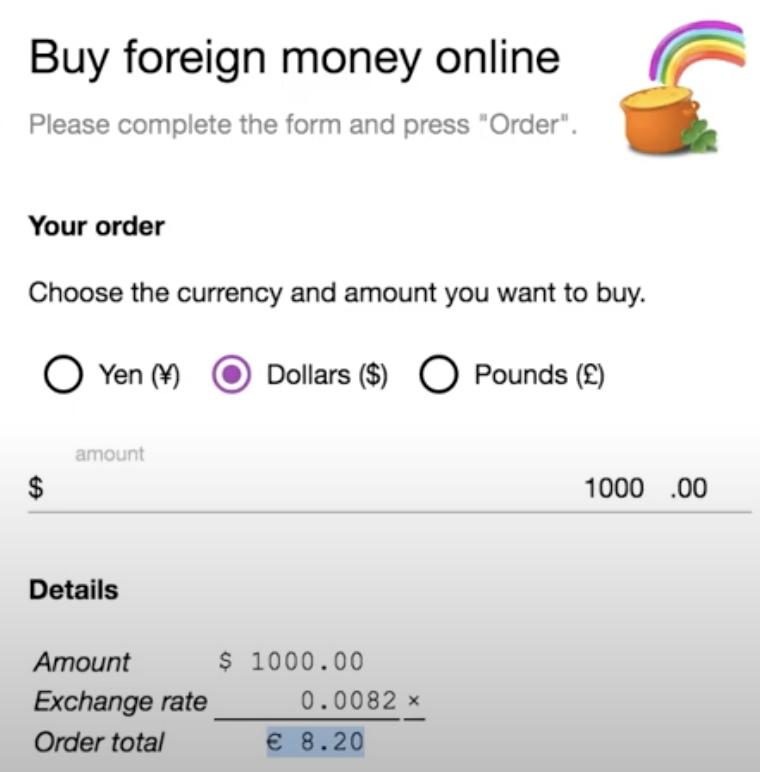 Buy foreign money online
Please complete the form and press "Order".
Your order
Choose the currency and amount you want to buy.
Yen (¥) Dollars ($) Pounds (£)
amount
$ 1000 .00
Details
Amount $ 1000.00
Exchange rate 0.0082 ×
Order total € 8.20